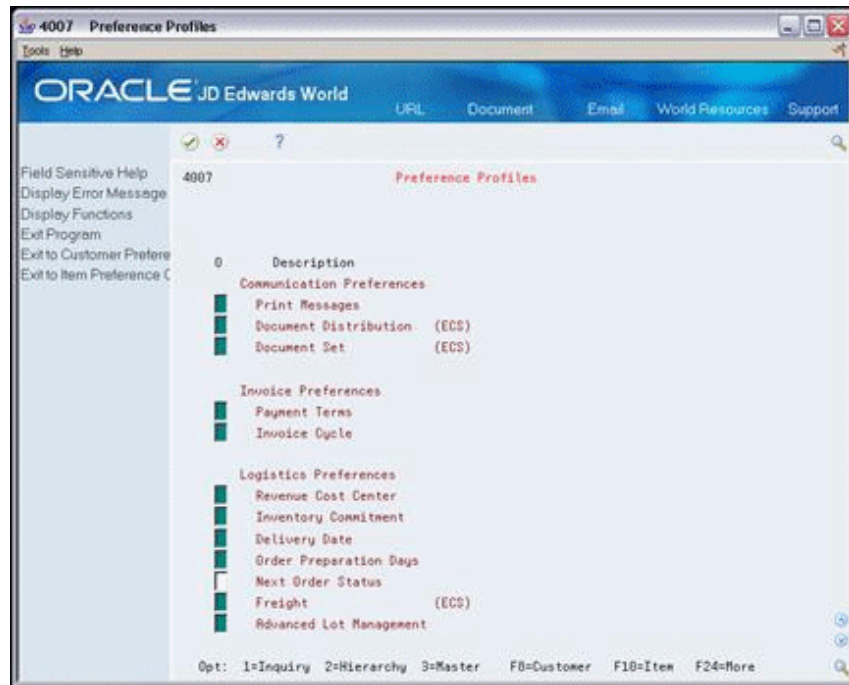 4007 Preference Profiles
Tools Help
ORACLE JD Edwards World
URL Document Email World Resources Support
?
Field Sensitive Help
Display Error Message
Display Functions
Exit Program
Exit to Customer Prefere
Exit to Item Preference C
4007 Preference Profiles
O Description
Communication Preferences
Print Messages
Document Distribution (ECS)
Document Set (ECS)
Invoice Preferences
Payment Terms
Invoice Cycle
Logistics Preferences
Revenue Cost Center
Inventory Commitment
Delivery Date
Order Preparation Days
Next Order Status
Freight (ECS)
Advanced Lot Management
Opt: 1=Inquiry 2=Hierarchy 3=Master F8=Customer F10=Item F24=More